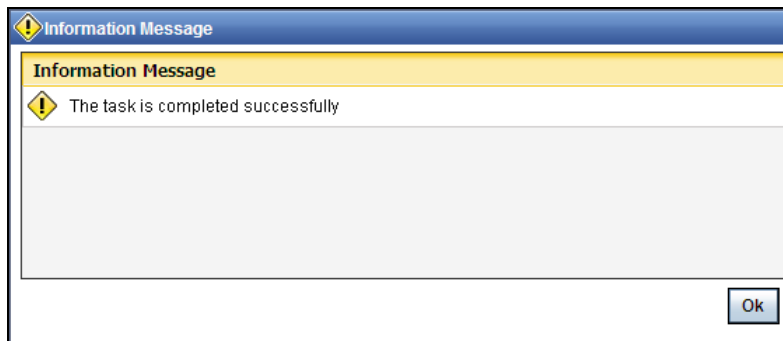 Information Message
Information Message
The task is completed successfully
Ok